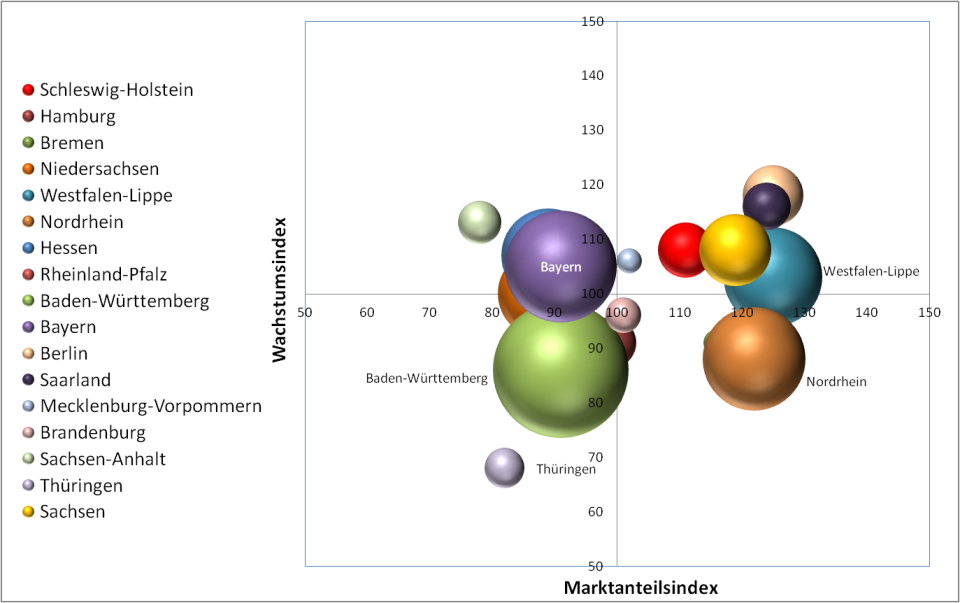 Schleswig-Holstein
Hamburg
Bremen
Niedersachsen
Westfalen-Lippe
Nordrhein
Hessen
Rheinland-Pfalz
Baden-Württemberg
Bayern
Berlin
Saarland
Mecklenburg-Vorpommern
Brandenburg
Sachsen-Anhalt
Thüringen
Sachsen
Wachstumsindex
150
140
130
120
110
100
90
80
70
60
50
50 60 70 80 90 100 110 120 130 140 150
Bayern
Westfalen-Lippe
Baden-Württemberg
Nordrhein
Thüringen
Marktanteilsindex